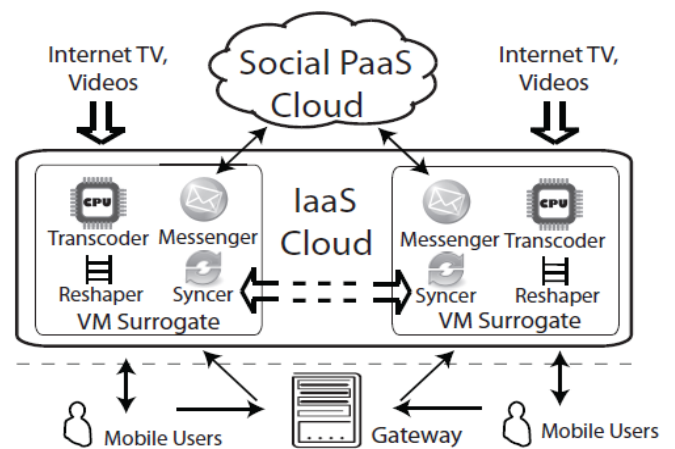 Internet TV,
Videos
Social PaaS
Cloud
Internet TV,
Videos
CPU
Transcoder
Messenger
Reshaper
Syncer
VM Surrogate
IaaS
Cloud
Messenger
CPU
Transcoder
Syncer
Reshaper
VM Surrogate
Mobile Users
Gateway
Mobile Users